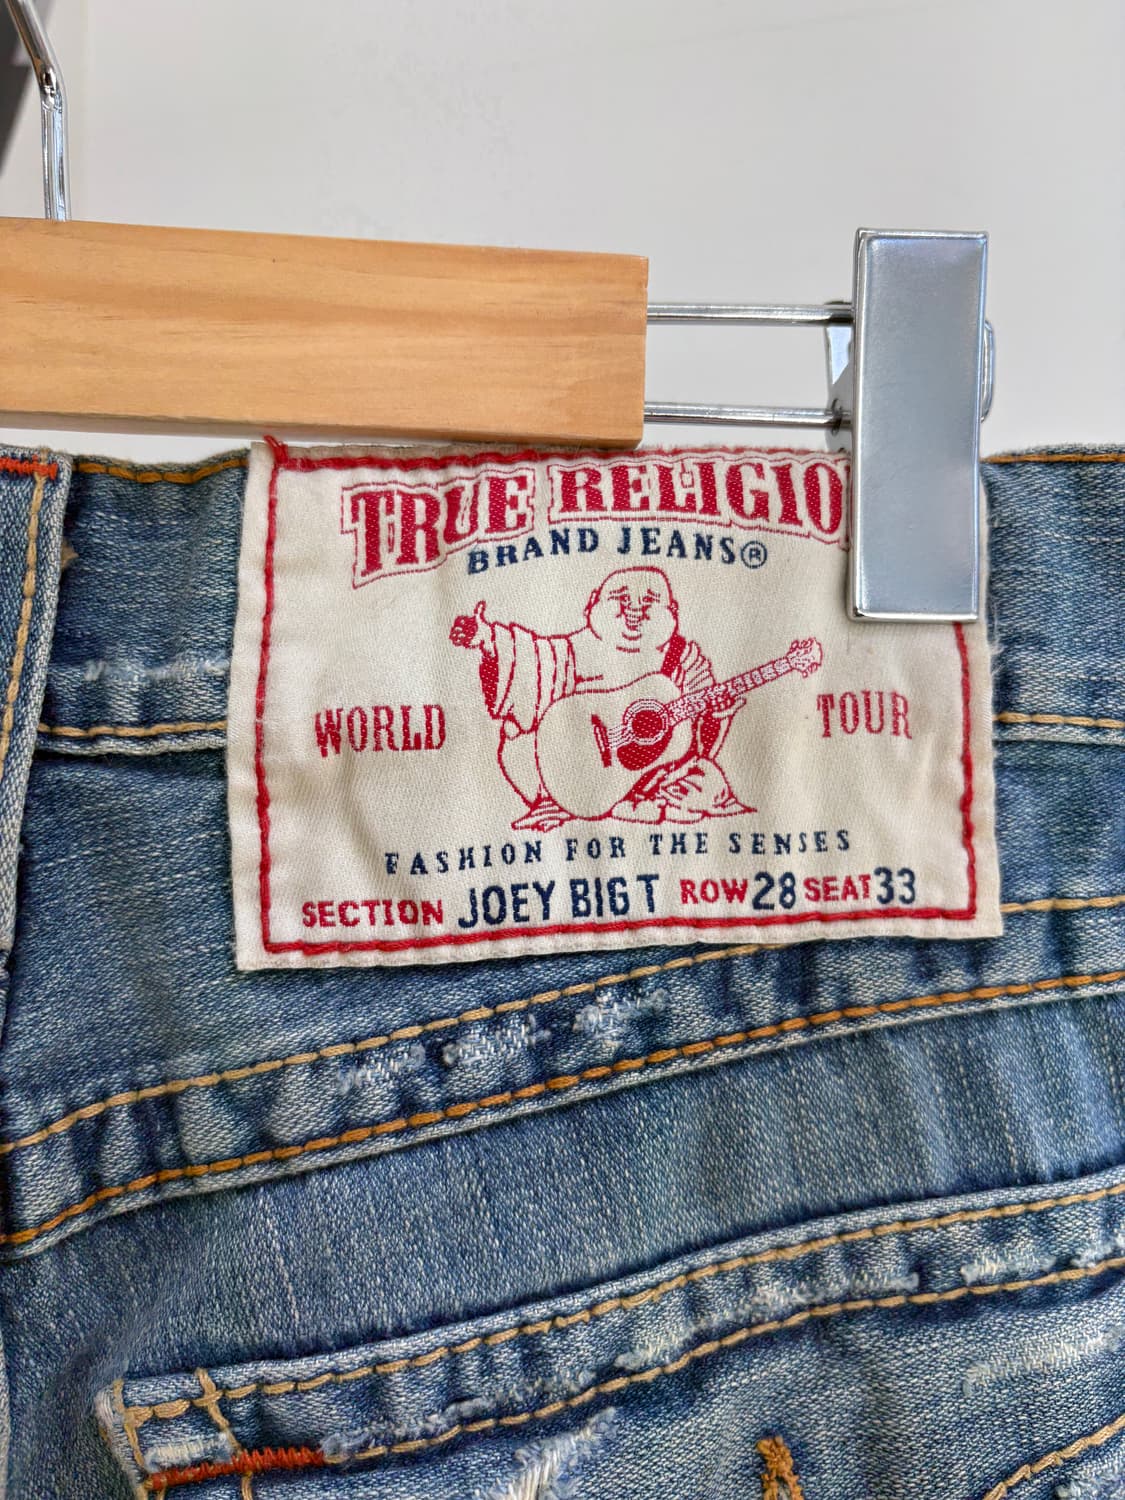 TRUE RELIGIO
BRAND JEANS®
WORLD TOUR
FASHION FOR THE SENSES
SECTION JOEY BIG T ROW 28 SEAT 33